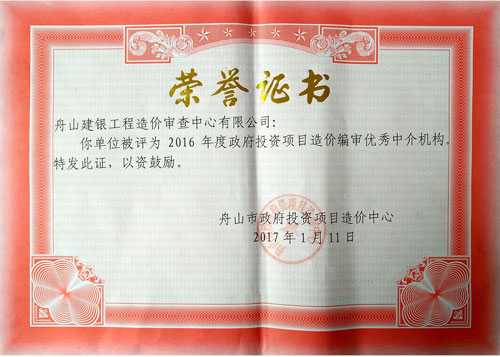 荣誉证书
舟山建银工程造价审查中心有限公司：
你单位被评为 2016 年度政府投资项目造价编审优秀中介机构。
特发此证，以资鼓励。
舟山市政府投资项目造价中心
2017 年 1 月 11 日